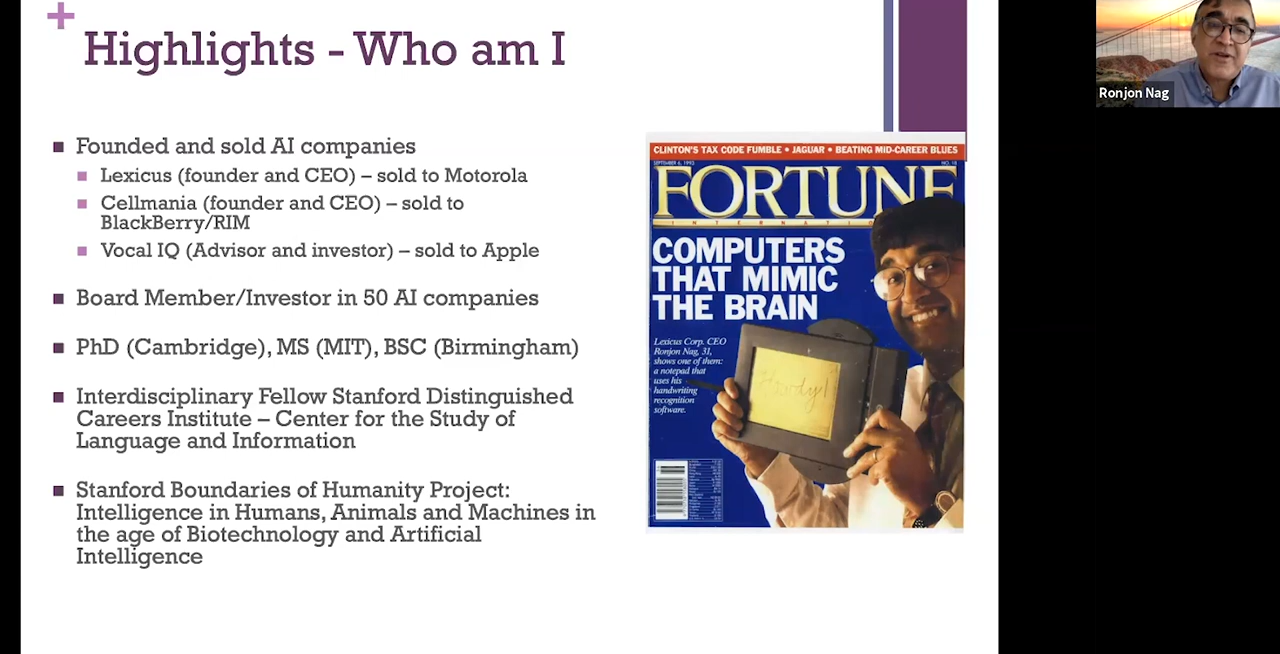 +
Highlights - Who am I
Founded and sold AI companies
Lexicus (founder and CEO) – sold to Motorola
Cellmania (founder and CEO) – sold to
BlackBerry/RIM
Vocal IQ (Advisor and investor) – sold to Apple
Board Member/Investor in 50 AI companies
PhD (Cambridge), MS (MIT), BSC (Birmingham)
Interdisciplinary Fellow Stanford Distinguished
Careers Institute – Center for the Study of
Language and Information
Stanford Boundaries of Humanity Project:
Intelligence in Humans, Animals and Machines in
the age of Biotechnology and Artificial
Intelligence
CLINTON'S TAX CODE FUMBLE • JAGUAR • BEATING MID-CAREER BLUES
SEPTEMBER 6, 1993 NO. 18
FORTUNE
COMPUTERS
THAT MIMIC
THE BRAIN
Lexicus Corp. CEO
Ronjon Nag, 31,
shows one of them:
a notepad that
uses his
handwriting
recognition
software.
Howdy!
Ronjon Nag